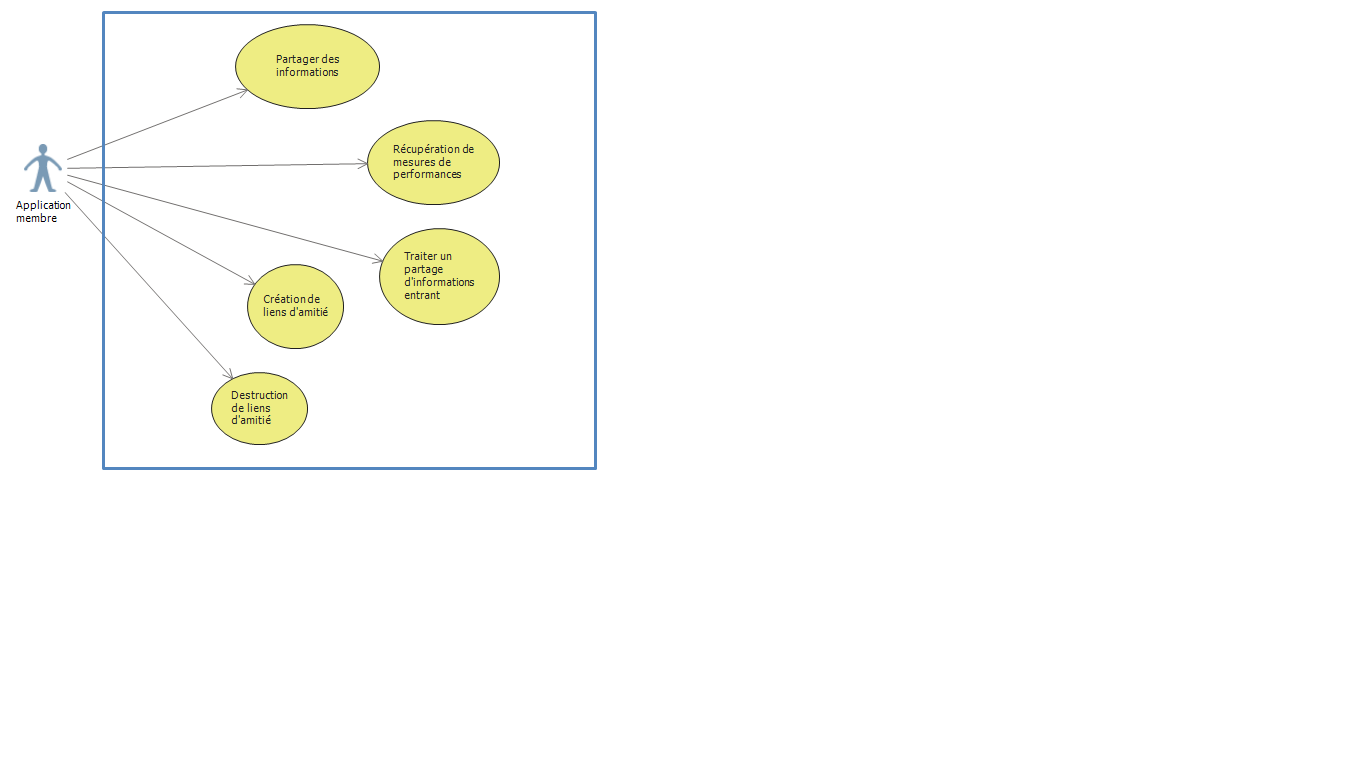 Partager des
informations
Récupération de
mesures de
performances
Application
membre
Traiter un
partage
d'informations
entrant
Création de
liens d'amitié
Destruction
de liens
d'amitié